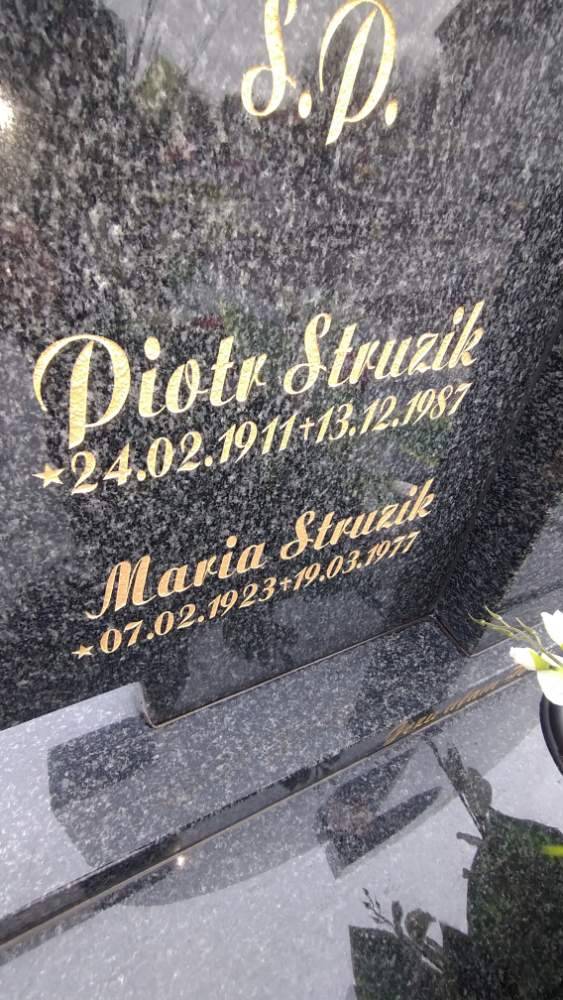 Ś.P.
Piotr Struzik
★24.02.1911+13.12.1987
Maria Struzik
★07.02.1923+19.03.1977